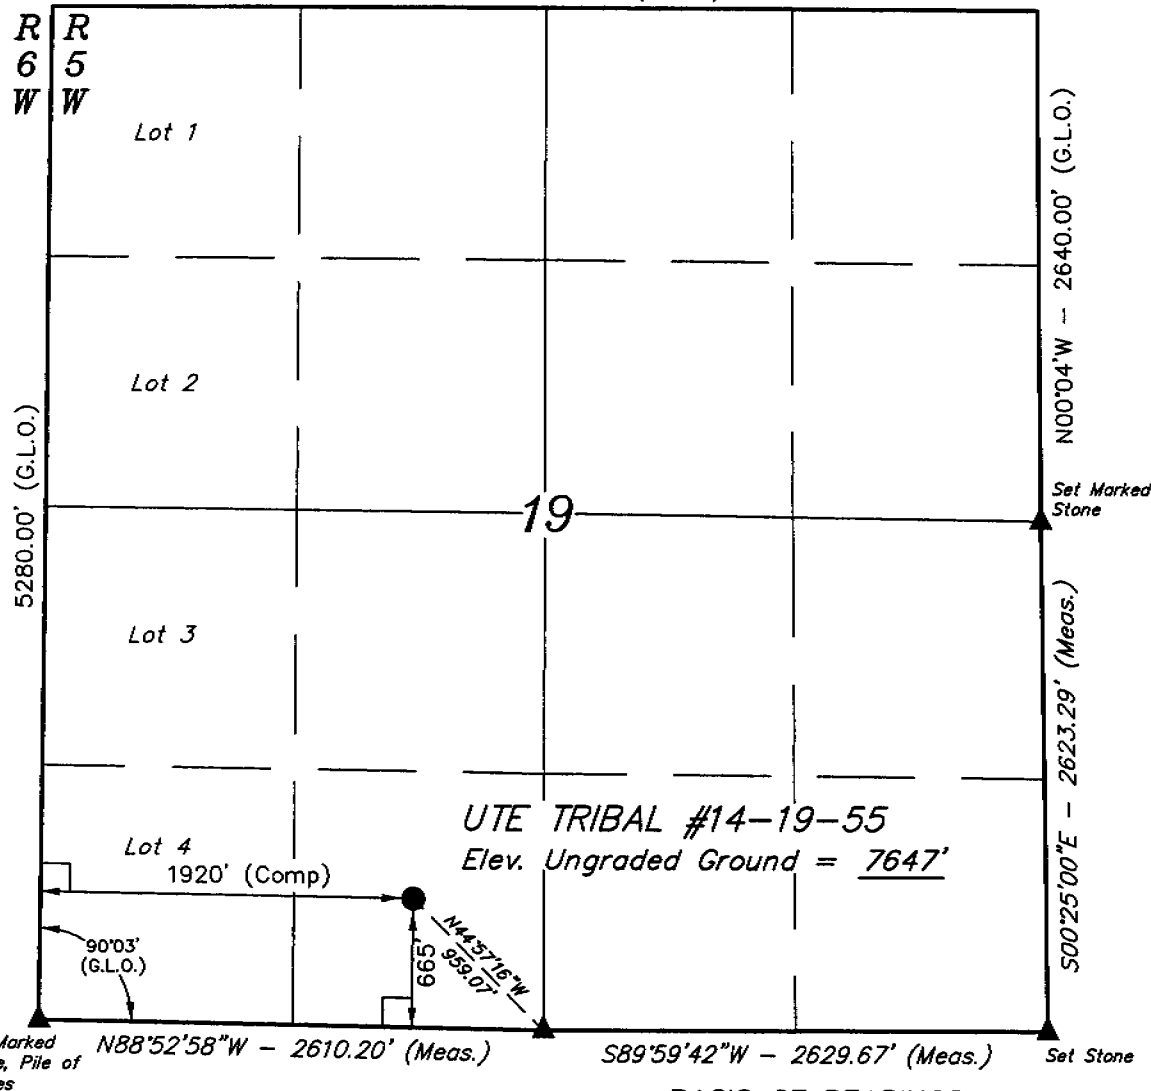 R R
6 5
W W
Lot 1
N00°04'W - 2640.00' (G.L.O.)
Lot 2
5280.00' (G.L.O.)
Set Marked
Stone
19
Lot 3
S00°25'00"E - 2623.29' (Meas.)
UTE TRIBAL #14-19-55
Elev. Ungraded Ground = 7647'
Lot 4
1920' (Comp)
N44°57'16"W
959.07'
665'
90°03'
(G.L.O.)
Marked
Pile of
N88°52'58"W - 2610.20' (Meas.)
S89°59'42"W - 2629.67' (Meas.)
Set Stone